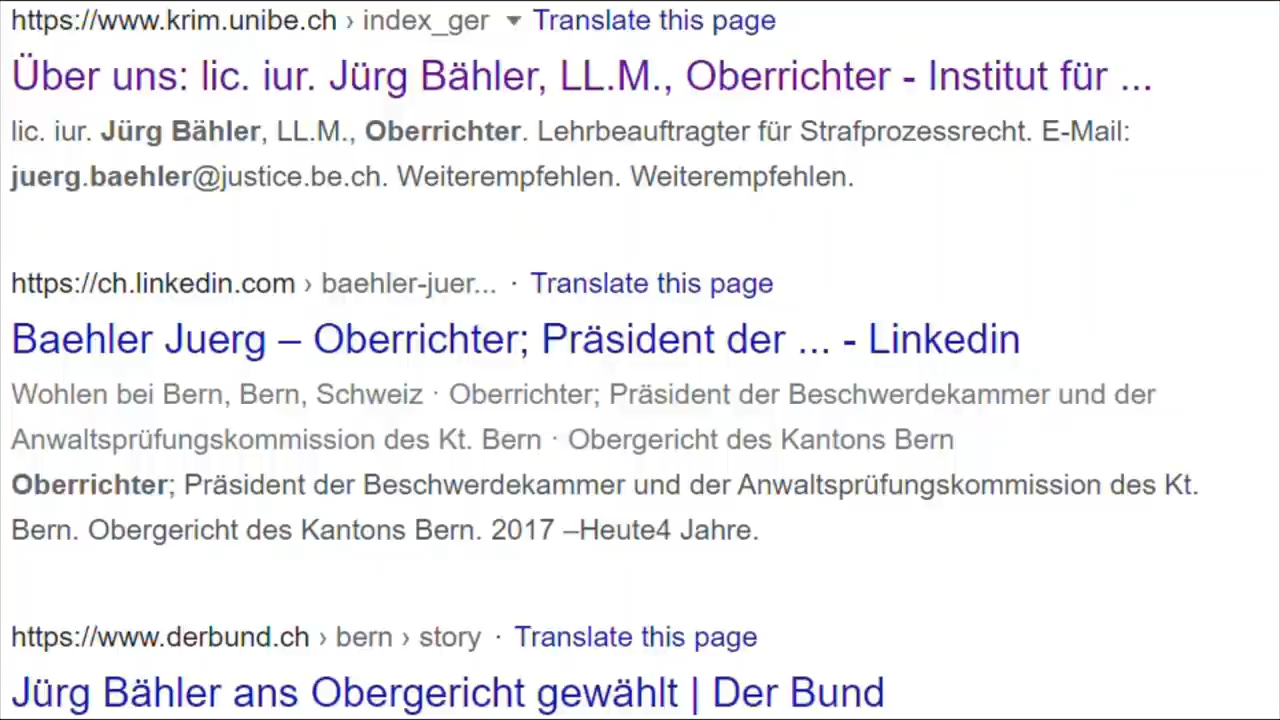 https://www.krim.unibe.ch › index_ger ▾ Translate this page
Über uns: lic. iur. Jürg Bähler, LL.M., Oberrichter - Institut für ...
lic. iur. Jürg Bähler, LL.M., Oberrichter. Lehrbeauftragter für Strafprozessrecht. E-Mail:
juerg.baehler@justice.be.ch. Weiterempfehlen. Weiterempfehlen.
https://ch.linkedin.com › baehler-juer... · Translate this page
Baehler Juerg – Oberrichter; Präsident der ... - Linkedin
Wohlen bei Bern, Bern, Schweiz · Oberrichter; Präsident der Beschwerdekammer und der
Anwaltsprüfungskommission des Kt. Bern · Obergericht des Kantons Bern
Oberrichter; Präsident der Beschwerdekammer und der Anwaltsprüfungskommission des Kt.
Bern. Obergericht des Kantons Bern. 2017 –Heute4 Jahre.
https://www.derbund.ch › bern › story · Translate this page
Jürg Bähler ans Obergericht gewählt | Der Bund